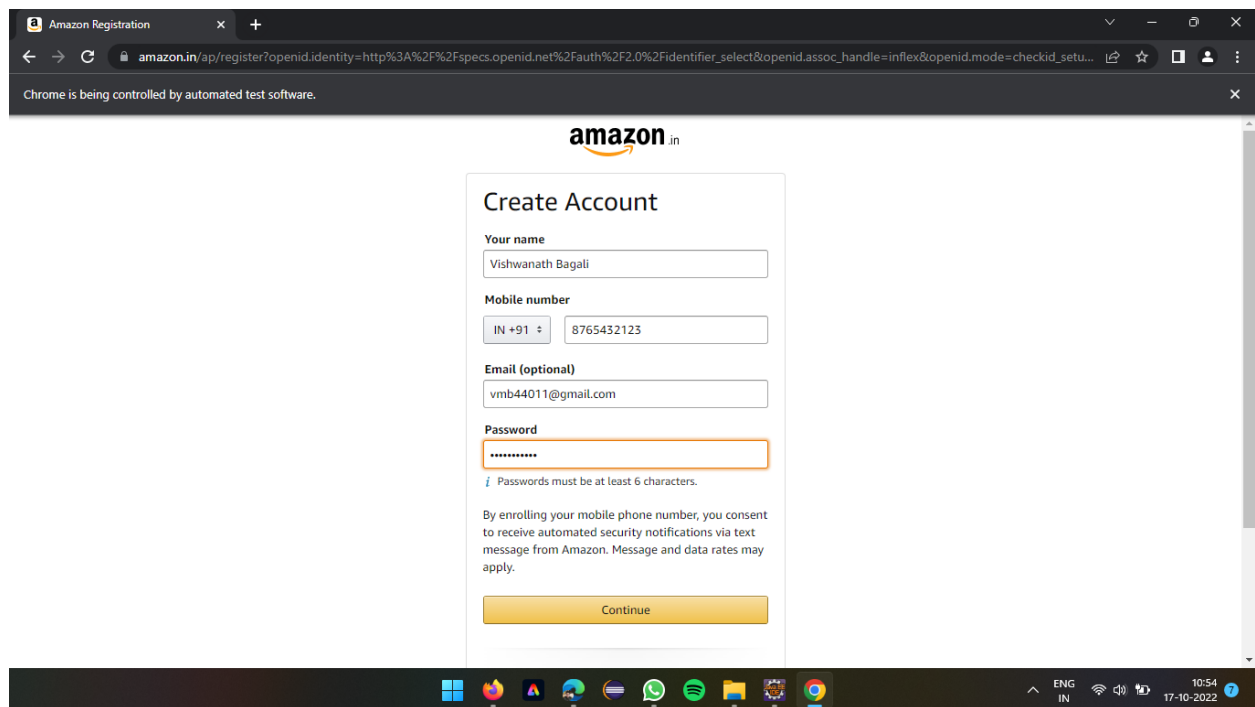 Amazon Registration
amazon.in/ap/register?openid.identity=http%3A%2F%2Fspecs.openid.net%2Fauth%2F2.0%2Fidentifier_select&openid.assoc_handle=inflex&openid.mode=checkid_setu...
Chrome is being controlled by automated test software.
amazon.in
Create Account
Your name
Vishwanath Bagali
Mobile number
IN +91 8765432123
Email (optional)
vmb44011@gmail.com
Password
•••••••••••
i Passwords must be at least 6 characters.
By enrolling your mobile phone number, you consent
to receive automated security notifications via text
message from Amazon. Message and data rates may
apply.
Continue
ENG 10:54
IN 17-10-2022 7